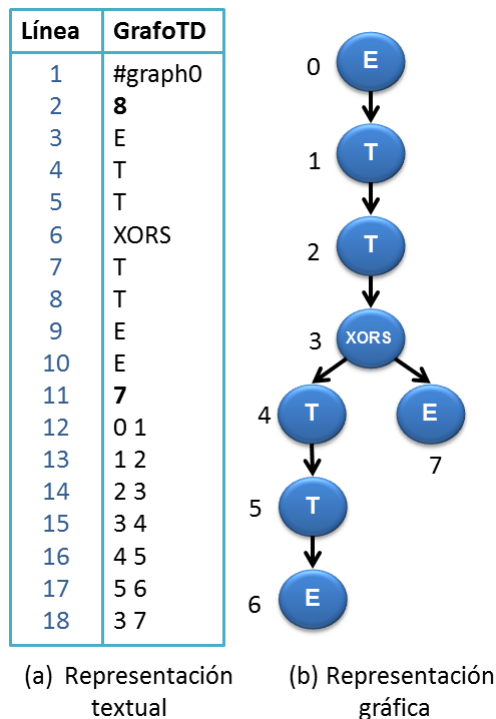 Línea GrafoTD
1 #graph0
2 8
3 E
4 T
5 T
6 XORS
7 T
8 T
9 E
10 E
11 7
12 0 1
13 1 2
14 2 3
15 3 4
16 4 5
17 5 6
18 3 7
(a) Representación
textual
0 E
1 T
2 T
3 XORS
4 T
E
7
5 T
6 E
(b) Representación
gráfica